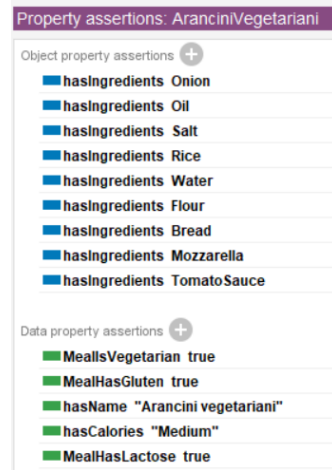 Property assertions: AranciniVegetariani
Object property assertions
hasIngredients Onion
hasIngredients Oil
hasIngredients Salt
hasIngredients Rice
hasIngredients Water
hasIngredients Flour
hasIngredients Bread
hasIngredients Mozzarella
hasIngredients TomatoSauce
Data property assertions
MealIsVegetarian true
MealHasGluten true
hasName "Arancini vegetariani"
hasCalories "Medium"
MealHasLactose true